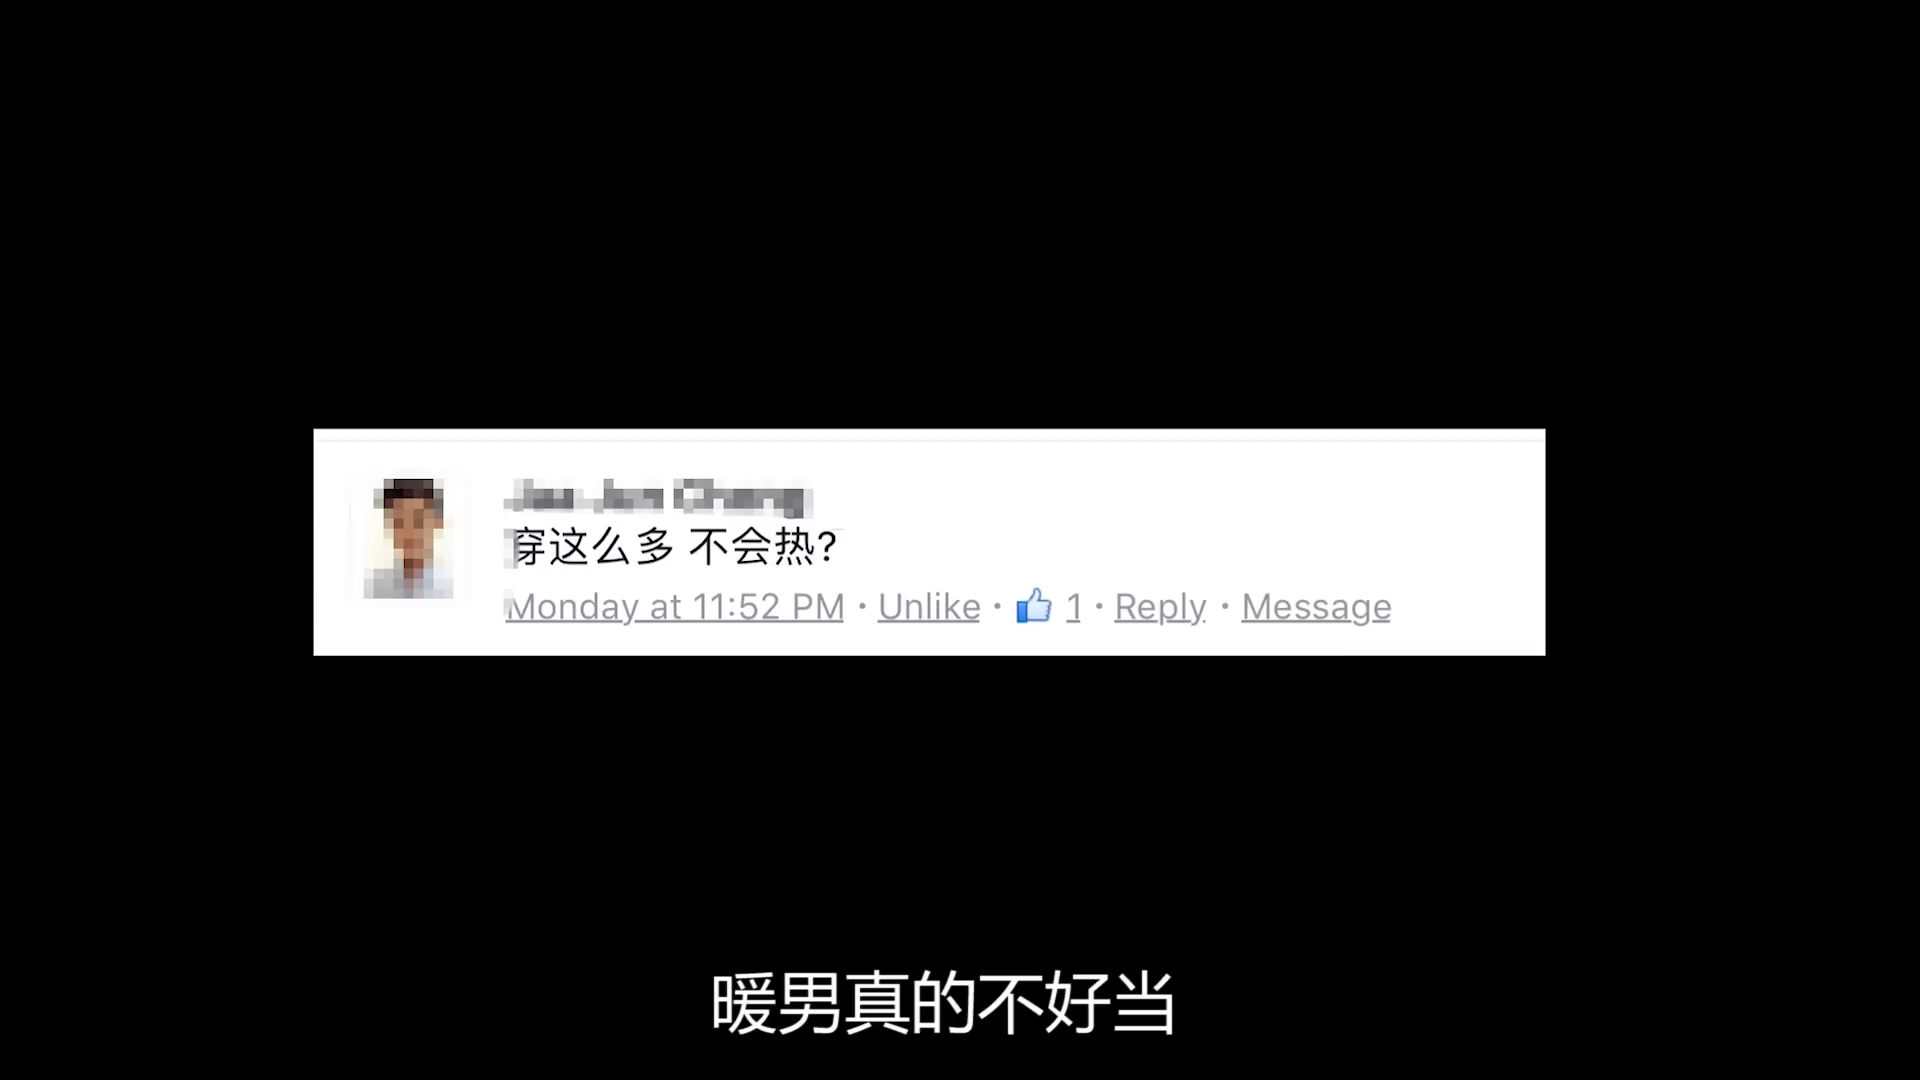 穿这么多 不会热?
Monday at 11:52 PM · Unlike · 1 · Reply · Message
暖男真的不好当